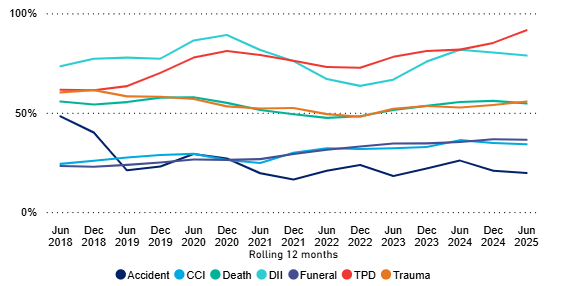 100%
50%
0%
Jun Dec Jun Dec Jun Dec Jun Dec Jun Dec Jun Dec Jun Dec Jun
2018 2018 2019 2019 2020 2020 2021 2021 2022 2022 2023 2023 2024 2024 2025
Rolling 12 months
Accident CCI Death DII Funeral TPD Trauma